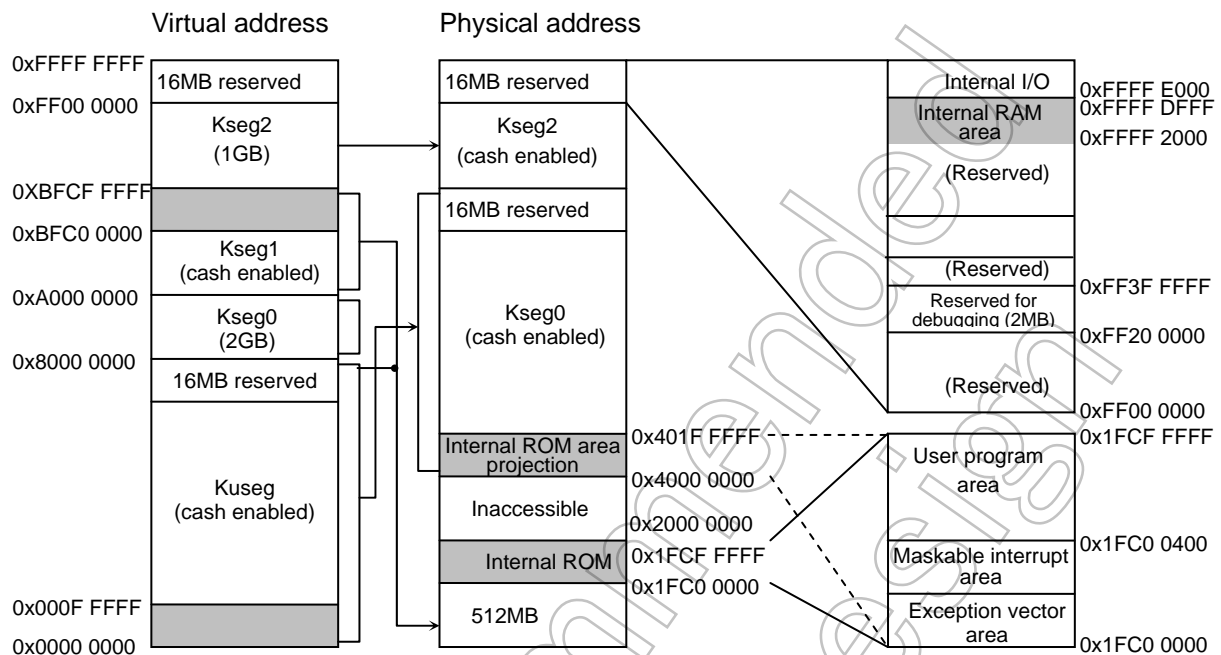 Virtual address
Physical address
0xFFFF FFFF
0xFF00 0000
0XBFCF FFFF
0xBFC0 0000
0xA000 0000
0x8000 0000
0x000F FFFF
0x0000 0000
16MB reserved
Kseg2
(1GB)
Kseg1
(cash enabled)
Kseg0
(2GB)
16MB reserved
Kuseg
(cash enabled)
16MB reserved
Kseg2
(cash enabled)
16MB reserved
Kseg0
(cash enabled)
Internal ROM area
projection
Inaccessible
Internal ROM
512MB
0x401F FFFF
0x4000 0000
0x2000 0000
0x1FCF FFFF
0x1FC0 0000
Internal I/O
Internal RAM
area
(Reserved)
(Reserved)
Reserved for
debugging (2MB)
(Reserved)
0xFFFF E000
0xFFFF DFFF
0xFFFF 2000
0xFF3F FFFF
0xFF20 0000
0xFF00 0000
User program
area
Maskable interrupt
area
Exception vector
area
0x1FCF FFFF
0x1FC0 0400
0x1FC0 0000